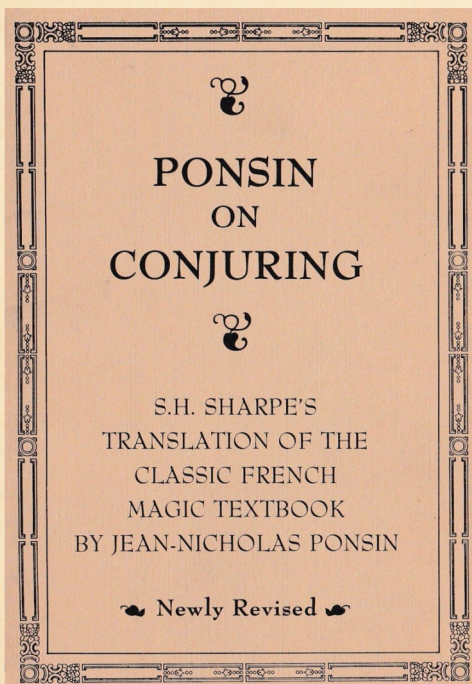 PONSIN
ON
CONJURING
S.H. SHARPE'S
TRANSLATION OF THE
CLASSIC FRENCH
MAGIC TEXTBOOK
BY JEAN-NICHOLAS PONSIN
Newly Revised